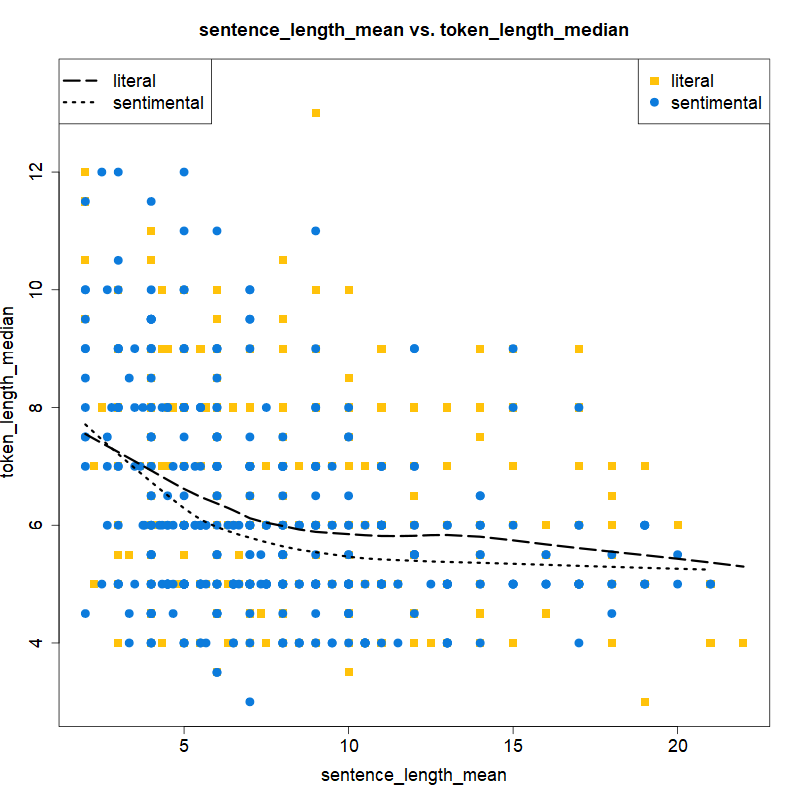 sentence_length_mean vs. token_length_median
literal
sentimental
literal
sentimental
token_length_median
12
10
8
6
4
5
10
15
20
sentence_length_mean